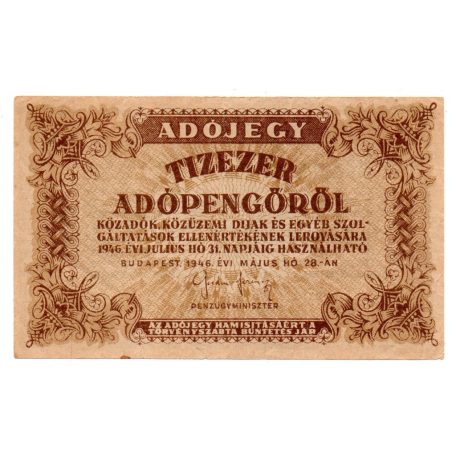 ADÓJEGY
TIZEZER
ADÓPENGŐRŐL
KÖZADÓK, KÖZÜZEMI DIJAK ÉS EGYÉB SZOL-
GÁLTATÁSOK ELLENÉRTÉKÉNEK LEROVÁSÁRA
1946. ÉVI JULIUS HÓ 31. NAPJÁIG HASZNÁLHATÓ
BUDAPEST, 1946. ÉVI MÁJUS HÓ 28.-ÁN
PÉNZÜGYMINISZTER
AZ ADÓJEGY HAMISITÁSÁÉRT A
TÖRVÉNYSZABTA BÜNTETÉS JÁR